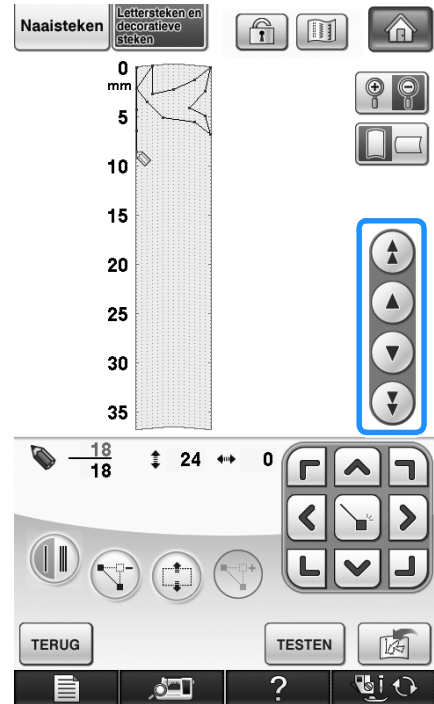 Naaisteken
Lettersteken en
decoratieve
steken
0
mm
5
10
15
20
25
30
35
18
18
24
0
TERUG
TESTEN
?